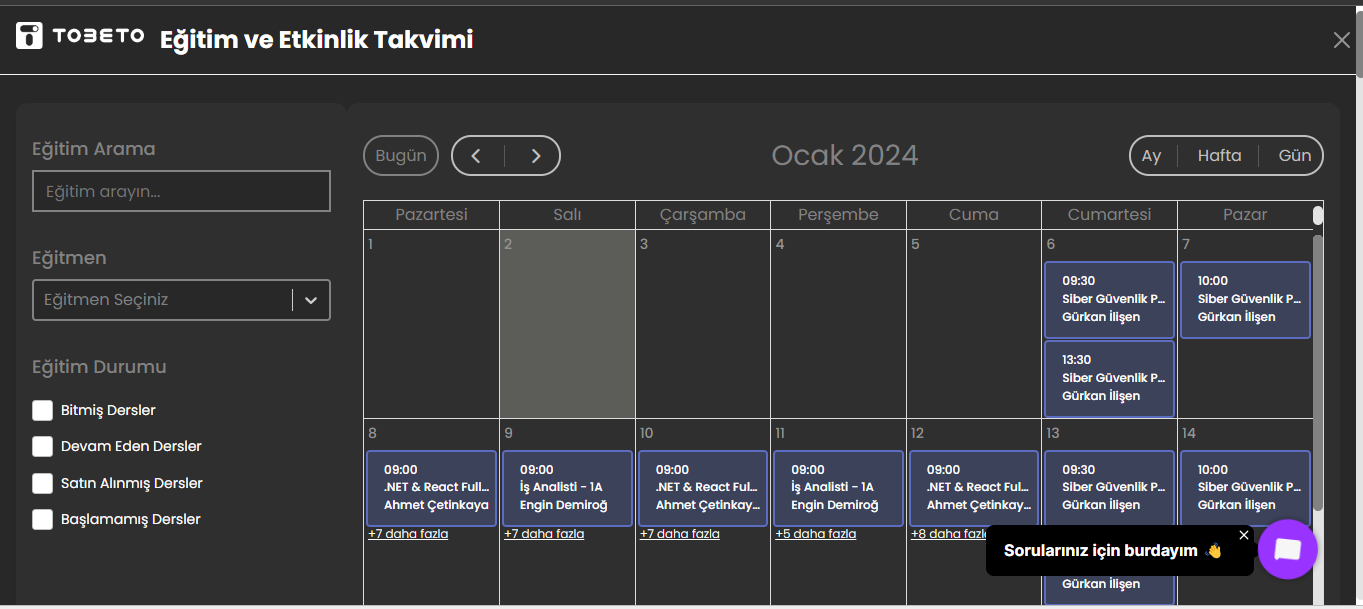 TOBETO Eğitim ve Etkinlik Takvimi
Eğitim Arama
Eğitim arayın...
Eğitmen
Eğitmen Seçiniz
Eğitim Durumu
Bitmiş Dersler
Devam Eden Dersler
Satın Alınmış Dersler
Başlamamış Dersler
Bugün
Ocak 2024
Ay Hafta Gün
Pazartesi Salı Çarşamba Perşembe Cuma Cumartesi Pazar
1 2 3 4 5 6 7
09:30
Siber Güvenlik P...
Gürkan İlişen
13:30
Siber Güvenlik P...
Gürkan İlişen
10:00
Siber Güvenlik P...
Gürkan İlişen
8 9 10 11 12 13 14
09:00
.NET & React Full...
Ahmet Çetinkaya
+7 daha fazla
09:00
İş Analisti - 1A
Engin Demiroğ
+7 daha fazla
09:00
.NET & React Ful...
Ahmet Çetinkay...
+7 daha fazla
09:00
İş Analisti - 1A
Engin Demiroğ
+5 daha fazla
09:00
.NET & React Ful...
Ahmet Çetinkay...
+8 daha fazla
09:30
Siber Güvenlik P...
Gürkan İlişen
Gürkan İlişen
10:00
Siber Güvenlik P...
Gürkan İlişen
Sorularınız için burdayım 👋